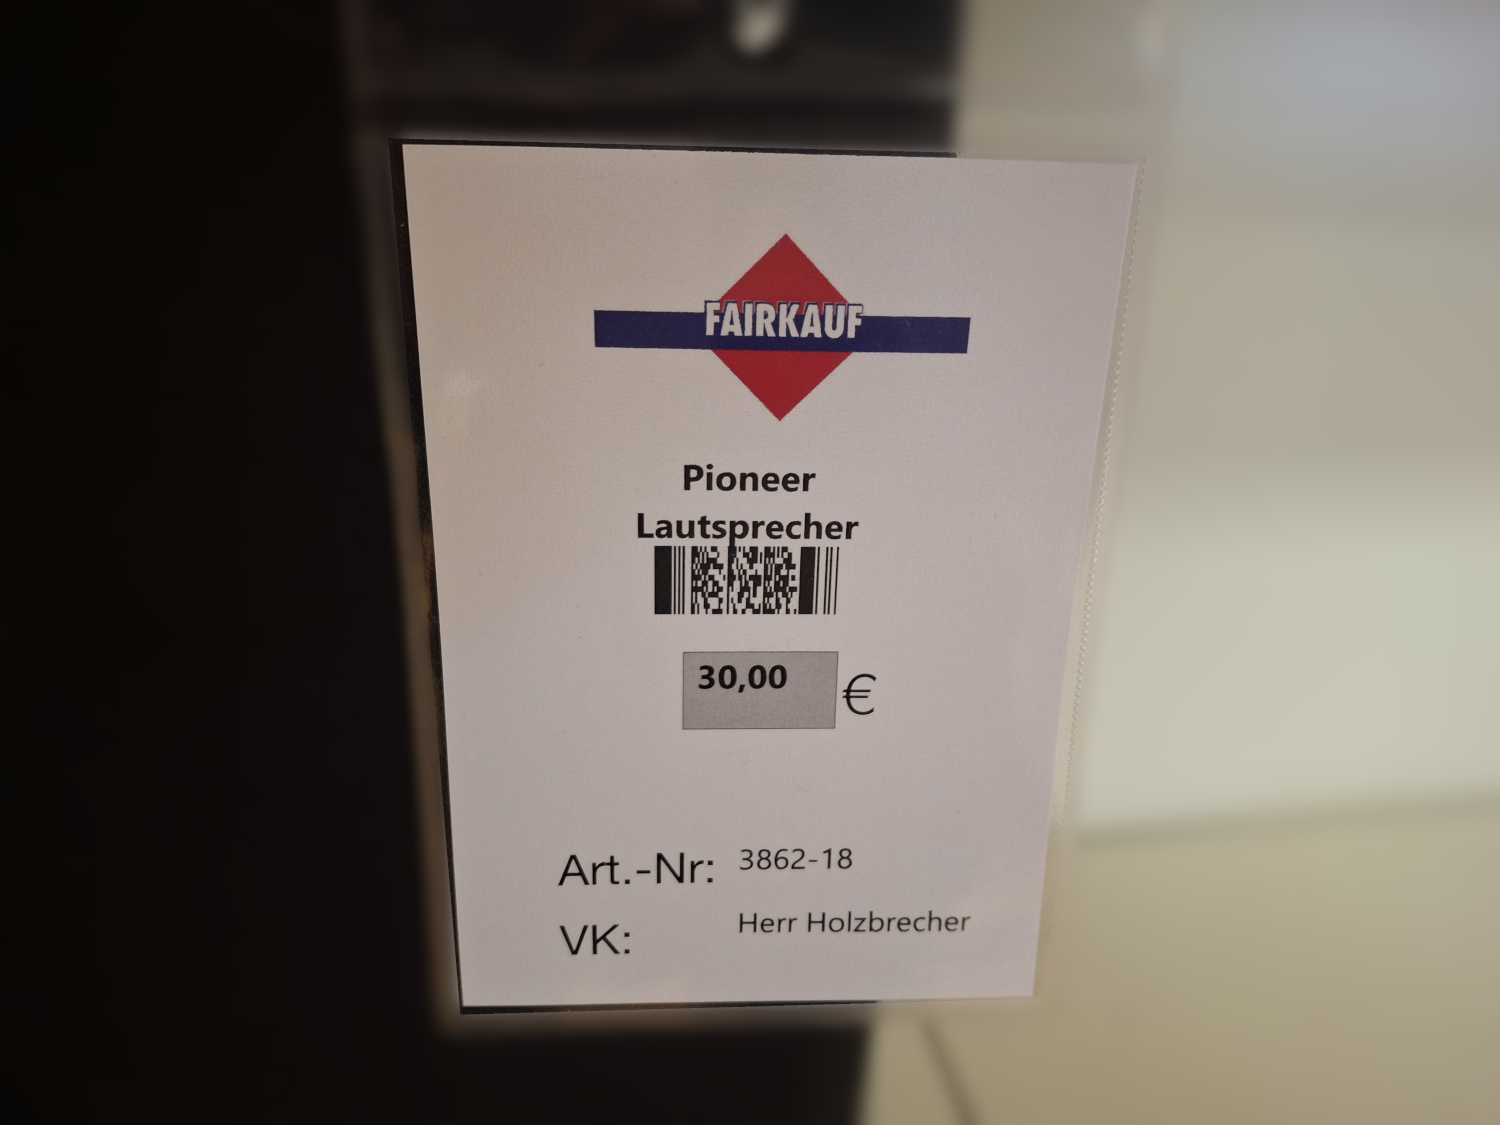 FAIRKAUF
Pioneer
Lautsprecher
30,00 €
Art.-Nr: 3862-18
VK: Herr Holzbrecher